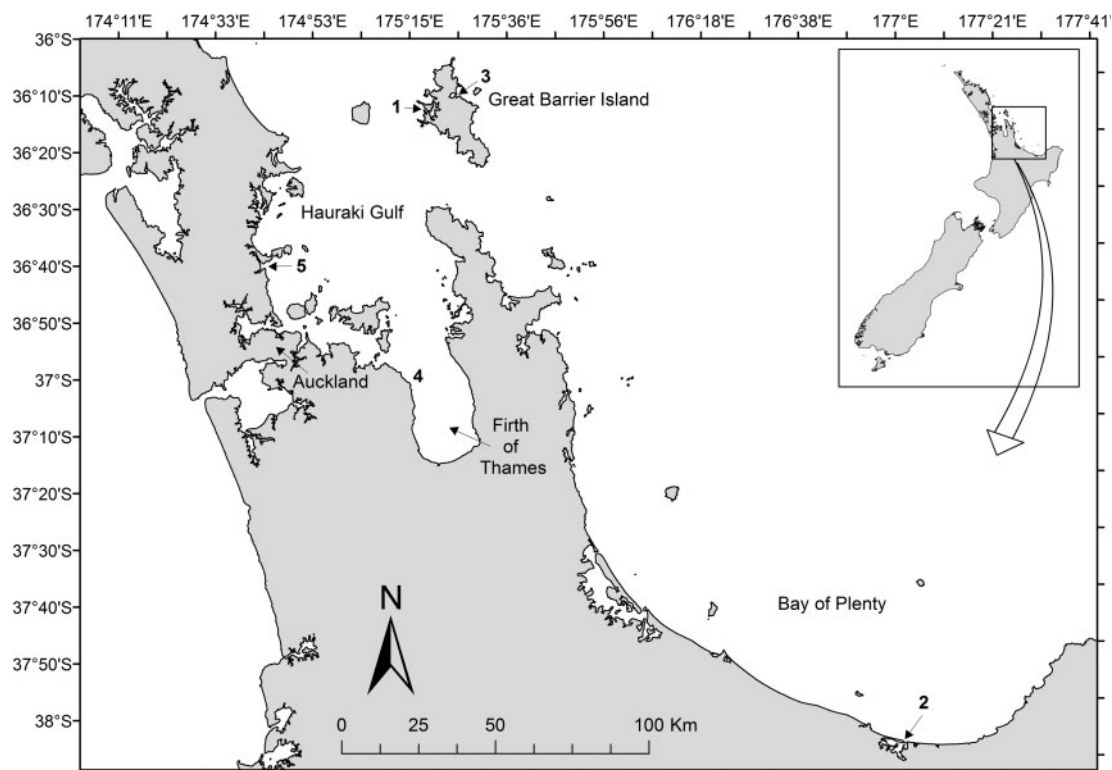 174°11'E 174°33'E 174°53'E 175°15'E 175°36'E 175°56'E 176°18'E 176°38'E 177°E 177°21'E 177°41'E
36°S
36°10'S
36°20'S
36°30'S
36°40'S
36°50'S
37°S
37°10'S
37°20'S
37°30'S
37°40'S
37°50'S
38°S
3
1
Great Barrier Island
Hauraki Gulf
5
4
Auckland
Firth
of
Thames
Bay of Plenty
N
2
0 25 50 100 Km